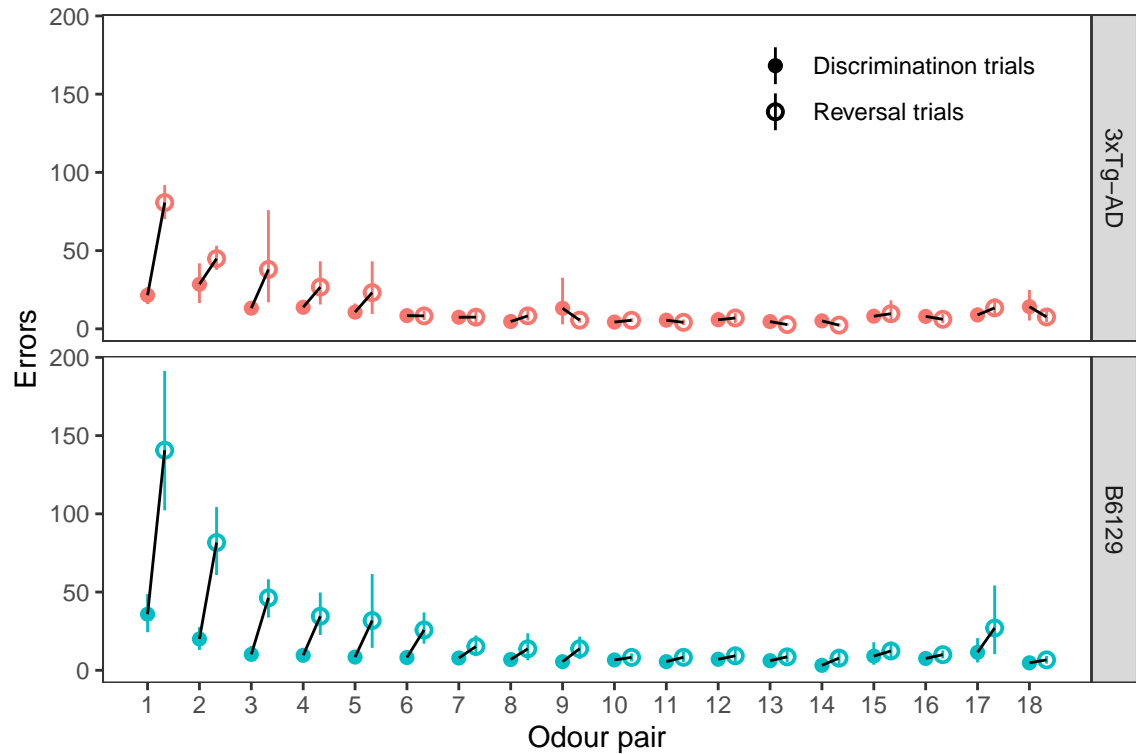 200
150
100
50
0
Discriminatinon trials
Reversal trials
3xTg−AD
Errors
200
150
100
50
0
B6129
1 2 3 4 5 6 7 8 9 10 11 12 13 14 15 16 17 18
Odour pair